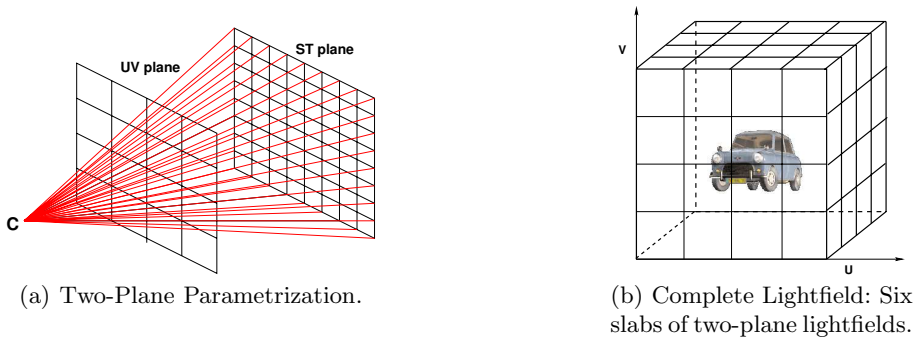 ST plane
UV plane
C
V
U
(a) Two-Plane Parametrization.
(b) Complete Lightfield: Six
slabs of two-plane lightfields.